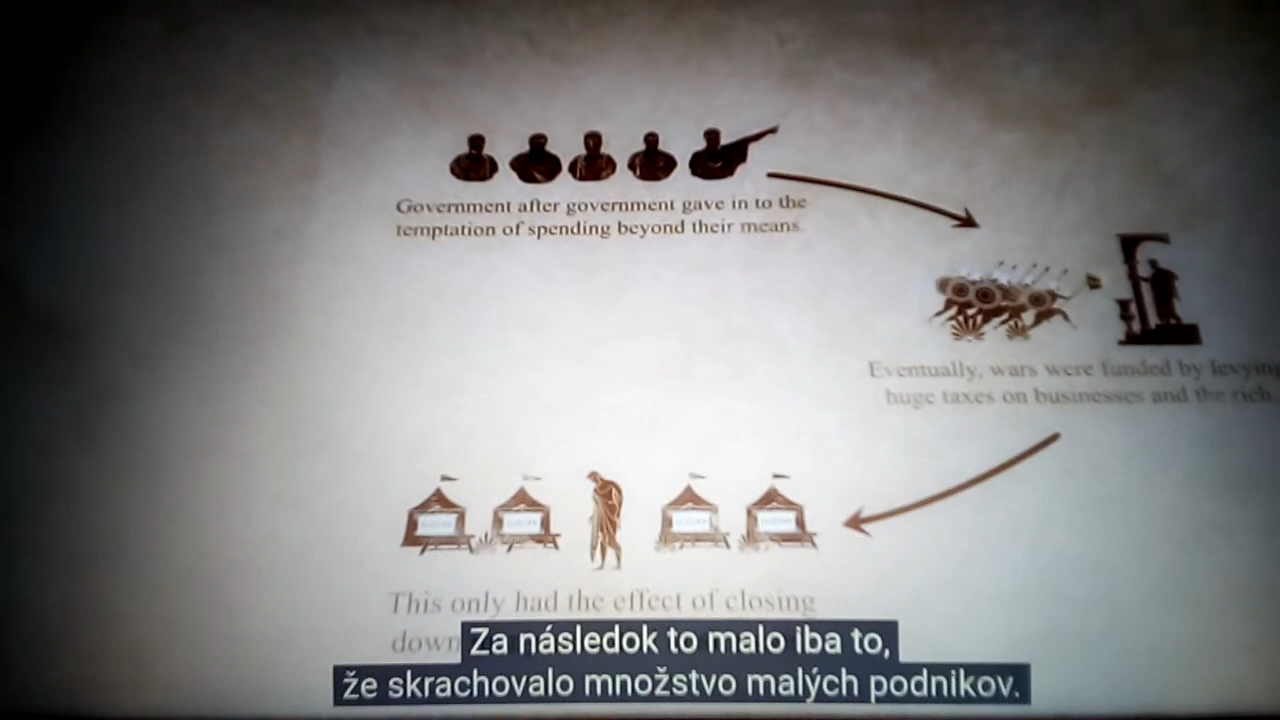 Government after government gave in to the
temptation of spending beyond their means.
Eventually, wars were funded by levying
huge taxes on businesses and the rich
This only had the effect of closing
down
Za následok to malo iba to,
že skrachovalo množstvo malých podnikov.